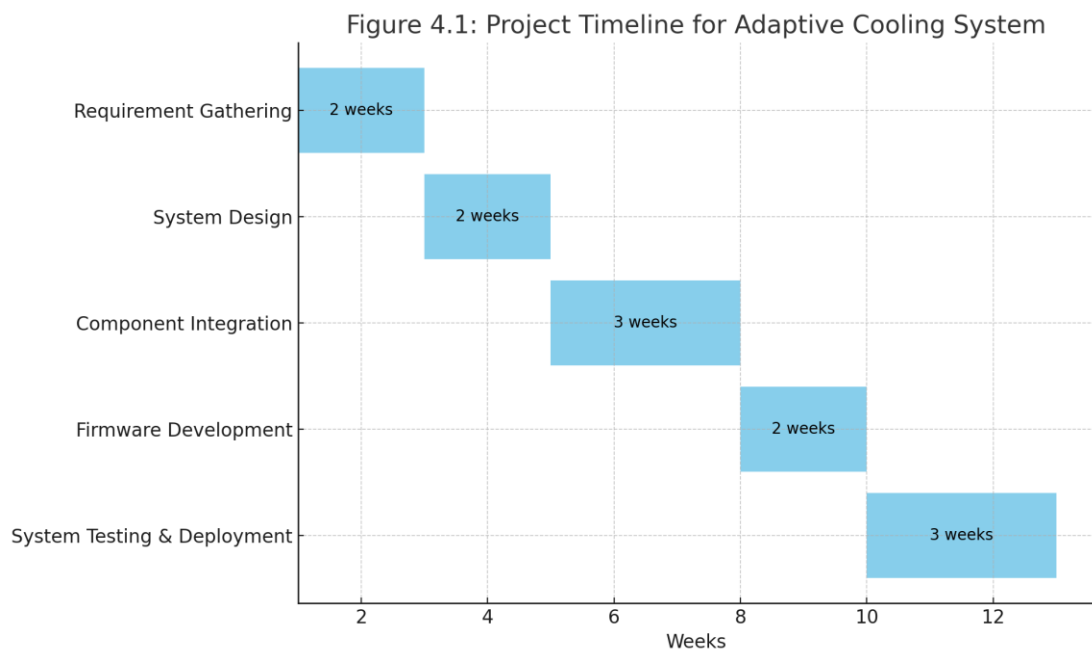 Figure 4.1: Project Timeline for Adaptive Cooling System
Requirement Gathering
2 weeks
System Design
2 weeks
Component Integration
3 weeks
Firmware Development
2 weeks
System Testing & Deployment
3 weeks
2 4 6 8 10 12
Weeks